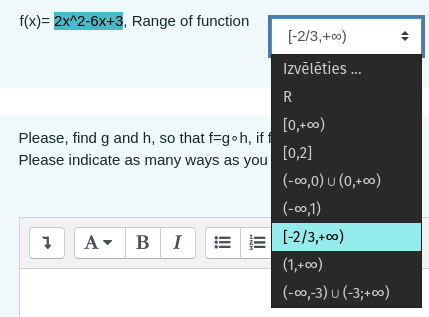 f(x)= 2x^2-6x+3, Range of function
[-2/3,+∞)
Izvēlēties ...
R
[0,+∞)
[0,2]
(-∞,0)∪(0,+∞)
(-∞,1)
[-2/3,+∞)
(1,+∞)
(-∞,-3)∪(-3;+∞)
Please, find g and h, so that f=g∘h, if f
Please indicate as many ways as you
A B I